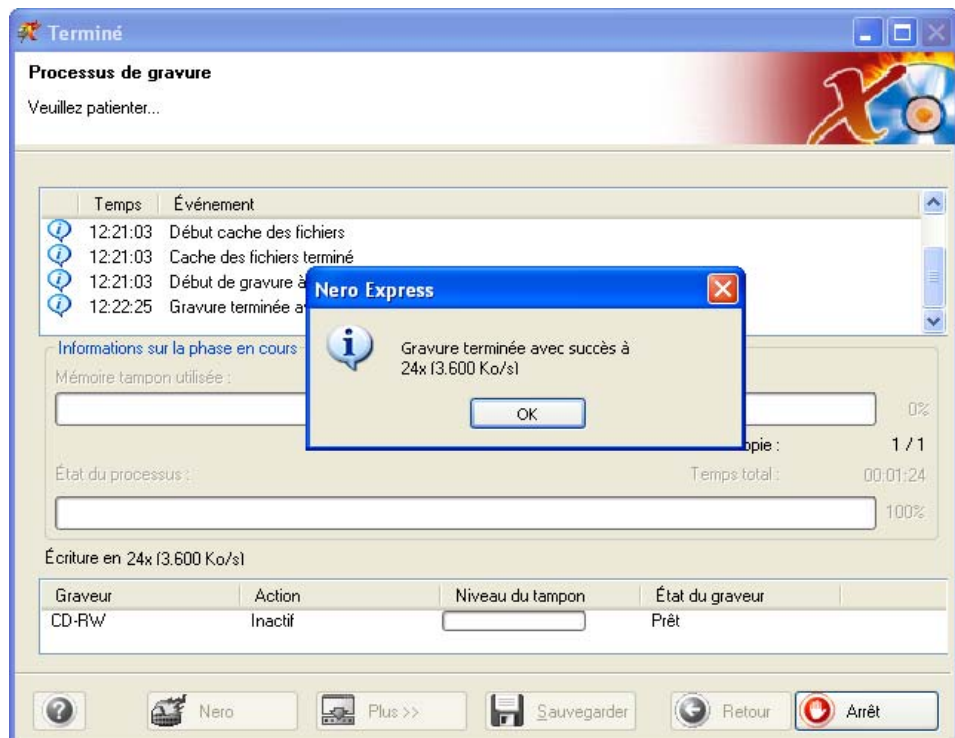 Terminé
Processus de gravure
Veuillez patienter...
Temps Événement
12:21:03 Début cache des fichiers
12:21:03 Cache des fichiers terminé
12:21:03 Début de gravure à
12:22:25 Gravure terminée
Nero Express
Gravure terminée avec succès à
24x (3.600 Ko/s)
OK
Informations sur la phase en cours
Mémoire tampon utilisée :
0%
1 / 1
État du processus :
Temps total :
00:01:24
100%
Écriture en 24x (3.600 Ko/s)
Graveur Action Niveau du tampon État du graveur
CD-RW Inactif Prêt
Nero
Plus >>
Sauvegarder
Retour
Arrêt